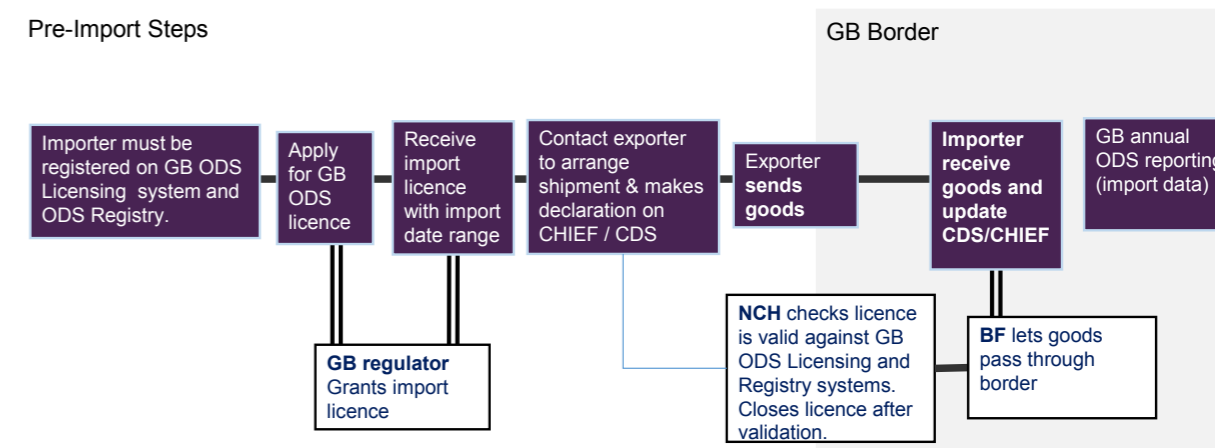 Pre-Import Steps
GB Border
Importer must be
registered on GB ODS
Licensing system and
ODS Registry.
Apply
for GB
ODS
licence
Receive
import
licence
with import
date range
Contact exporter
to arrange
shipment & makes
declaration on
CHIEF / CDS
Exporter
sends
goods
Importer
receive
goods and
update
CDS/CHIEF
GB annual
ODS reporting
(import data)
GB regulator
Grants import
licence
NCH checks licence
is valid against GB
ODS Licensing and
Registry systems.
Closes licence after
validation.
BF lets goods
pass through
border